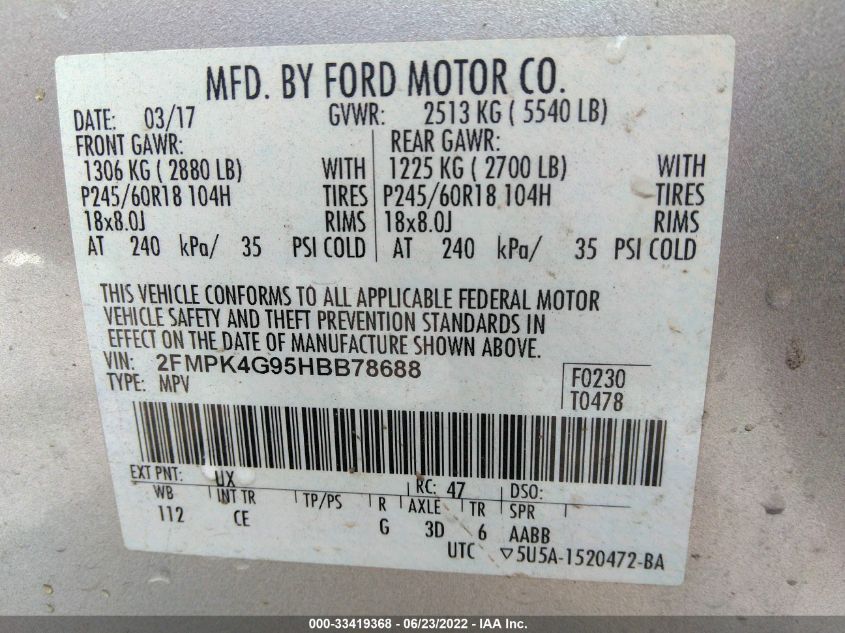 MFD. BY FORD MOTOR CO.
DATE: 03/17 GVWR: 2513 KG ( 5540 LB)
FRONT GAWR: REAR GAWR:
1306 KG ( 2880 LB) WITH 1225 KG ( 2700 LB) WITH
P245/60R18 104H TIRES P245/60R18 104H TIRES
18x8.0J RIMS 18x8.0J RIMS
AT 240 kPa/ 35 PSI COLD AT 240 kPa/ 35 PSI COLD
THIS VEHICLE CONFORMS TO ALL APPLICABLE FEDERAL MOTOR
VEHICLE SAFETY AND THEFT PREVENTION STANDARDS IN
EFFECT ON THE DATE OF MANUFACTURE SHOWN ABOVE.
VIN: 2FMPK4G95HBB78688
TYPE: MPV
F0230
T0478
EXT PNT: UX RC: 47 DSO:
WB INT TR TP/PS R AXLE TR SPR
112 CE G 3D 6 AABB
UTC ▽5U5A-1520472-BA
000-33419368 - 06/23/2022 - IAA Inc.